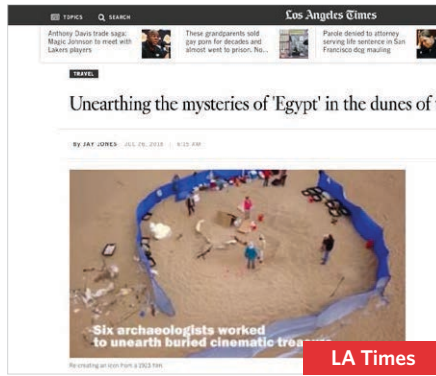 TOPICS SEARCH
Los Angeles Times
Anthony Davis trade saga:
Magic Johnson to meet with
Lakers players
These grandparents sold
gay porn for decades and
almost went to prison. No...
Parole denied to attorney
serving life sentence in San
Francisco dog mauling
TRAVEL
Unearthing the mysteries of 'Egypt' in the dunes of
By JAY JONES
Six archaeologists worked
to unearth buried cinematic
LA Times
Re-creating an icon from a 1923 film.